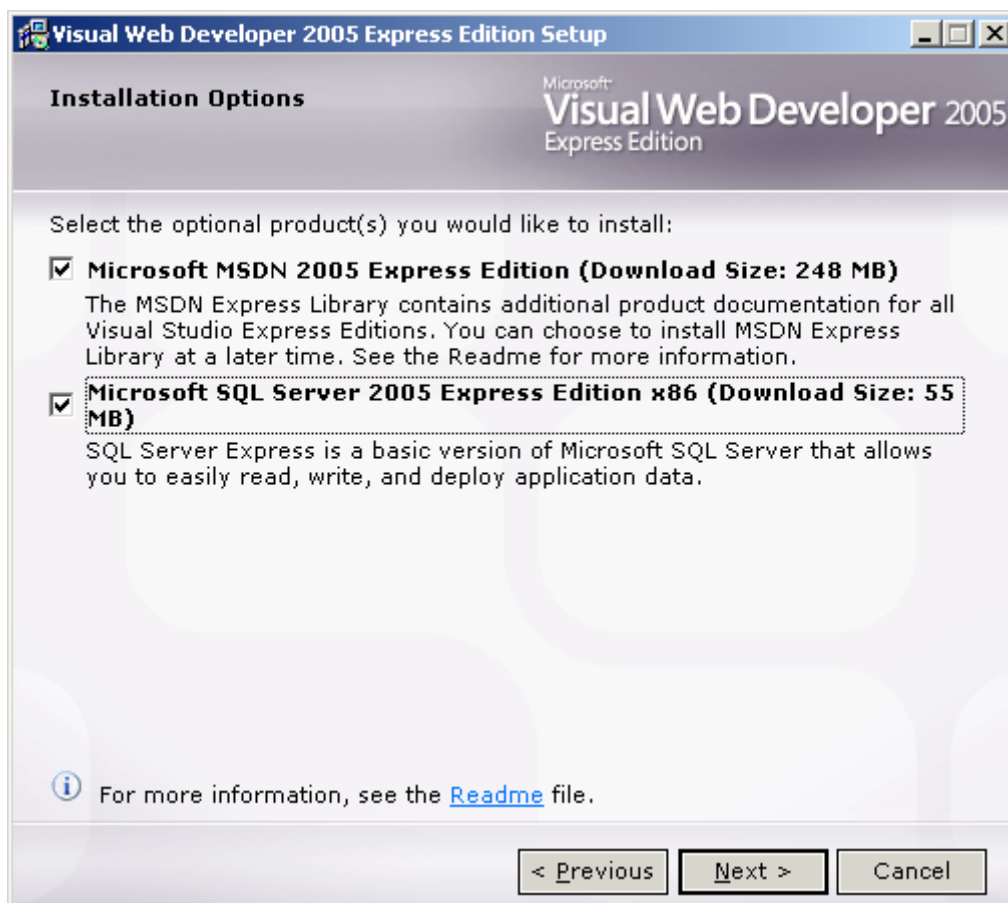 Visual Web Developer 2005 Express Edition Setup
Installation Options
Microsoft
Visual Web Developer 2005
Express Edition
Select the optional product(s) you would like to install:
Microsoft MSDN 2005 Express Edition (Download Size: 248 MB)
The MSDN Express Library contains additional product documentation for all
Visual Studio Express Editions. You can choose to install MSDN Express
Library at a later time. See the Readme for more information.
Microsoft SQL Server 2005 Express Edition x86 (Download Size: 55
MB)
SQL Server Express is a basic version of Microsoft SQL Server that allows
you to easily read, write, and deploy application data.
For more information, see the Readme file.
< Previous
Next >
Cancel